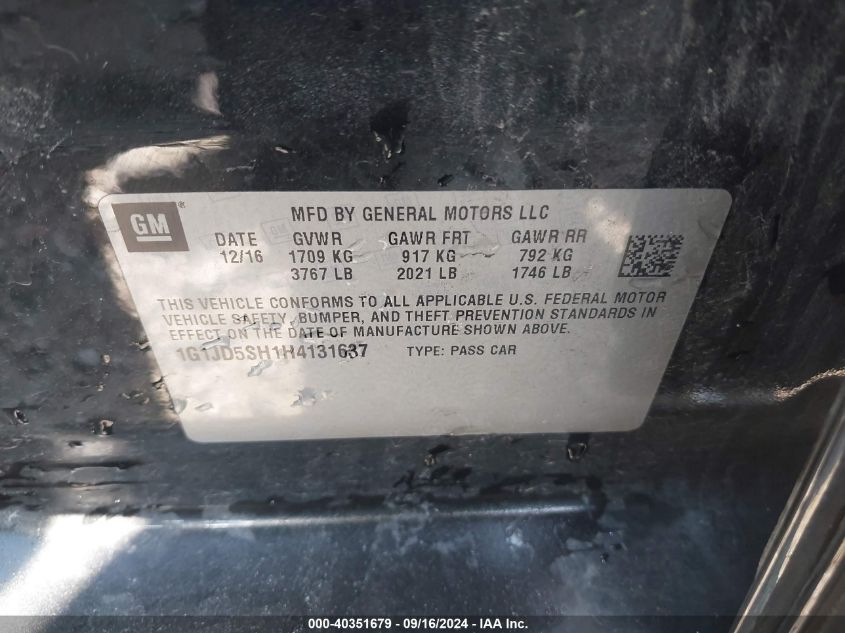 GM ®
MFD BY GENERAL MOTORS LLC
DATE GVWR GAWR FRT GAWR RR
12/16 1709 KG 917 KG 792 KG
3767 LB 2021 LB 1746 LB
THIS VEHICLE CONFORMS TO ALL APPLICABLE U.S. FEDERAL MOTOR
VEHICLE SAFETY, BUMPER, AND THEFT PREVENTION STANDARDS IN
EFFECT ON THE DATE OF MANUFACTURE SHOWN ABOVE.
1G1JD5SH1H4131637 TYPE: PASS CAR
000-40351679 - 09/16/2024 - IAA Inc.